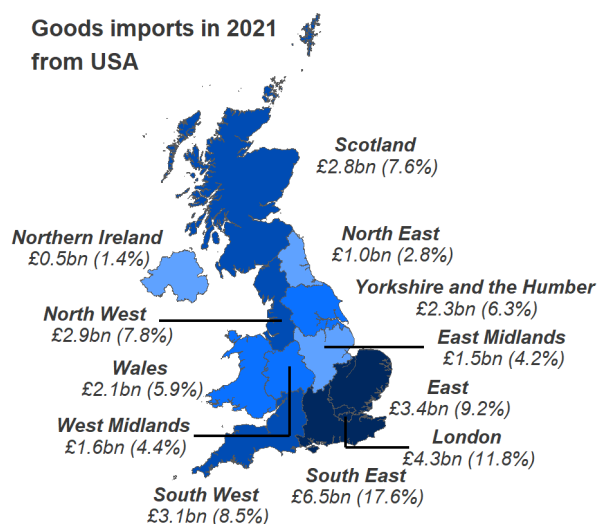 Goods imports in 2021
from USA
Scotland
£2.8bn (7.6%)
Northern Ireland
£0.5bn (1.4%)
North East
£1.0bn (2.8%)
Yorkshire and the Humber
£2.3bn (6.3%)
North West
£2.9bn (7.8%)
East Midlands
£1.5bn (4.2%)
Wales
£2.1bn (5.9%)
East
£3.4bn (9.2%)
West Midlands
£1.6bn (4.4%)
London
£4.3bn (11.8%)
South East
£6.5bn (17.6%)
South West
£3.1bn (8.5%)